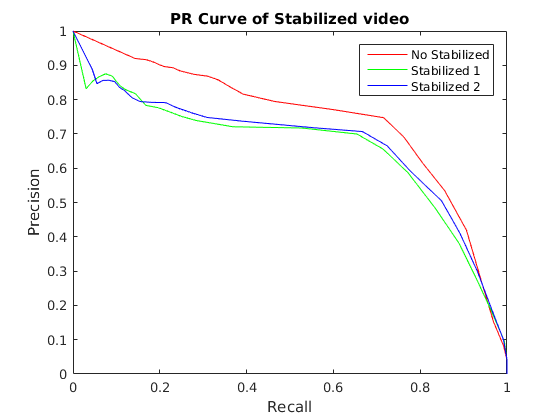 PR Curve of Stabilized video
No Stabilized
Stabilized 1
Stabilized 2
Precision
1
0.9
0.8
0.7
0.6
0.5
0.4
0.3
0.2
0.1
0
0 0.2 0.4 0.6 0.8 1
Recall